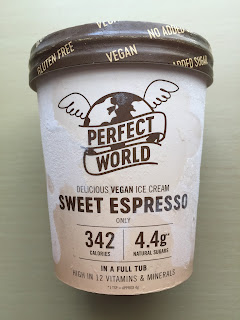 GLUTEN FREE VEGAN NO ADDED
ADDED SUGAR
PERFECT
WORLD
DELICIOUS VEGAN ICE CREAM
SWEET ESPRESSO
ONLY
342 4.4g*
CALORIES NATURAL SUGARS
IN A FULL TUB
HIGH IN 12 VITAMINS & MINERALS